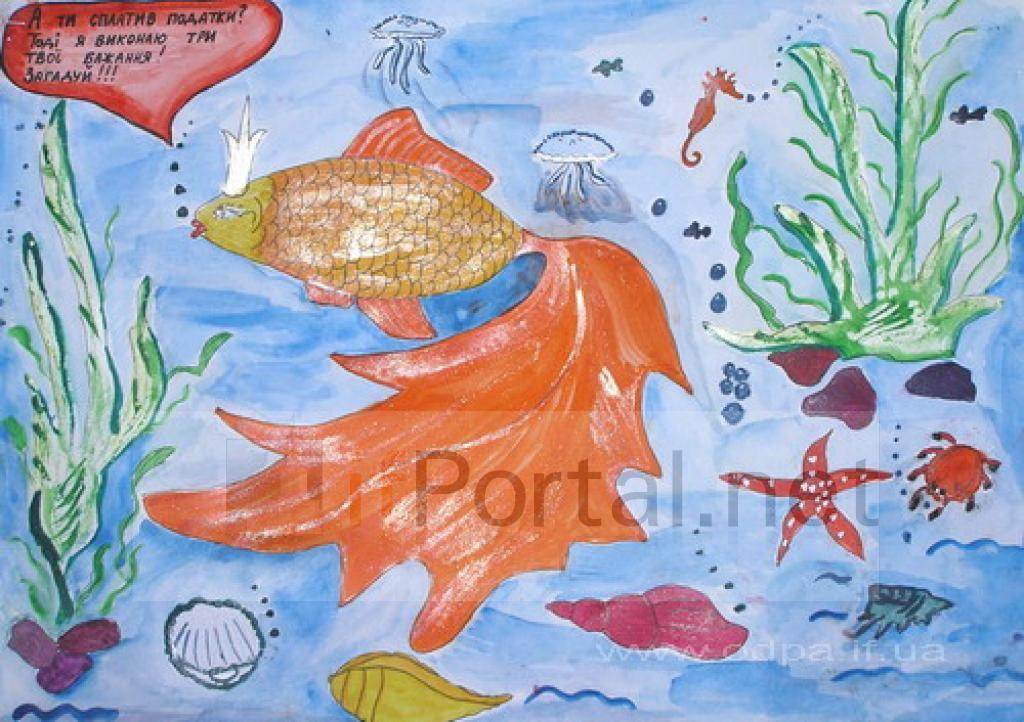 А ти сплатив податки?
Тоді я виконаю три
твої бажання!
Загадуй!!!
Portal.net
www.odpa.if.ua